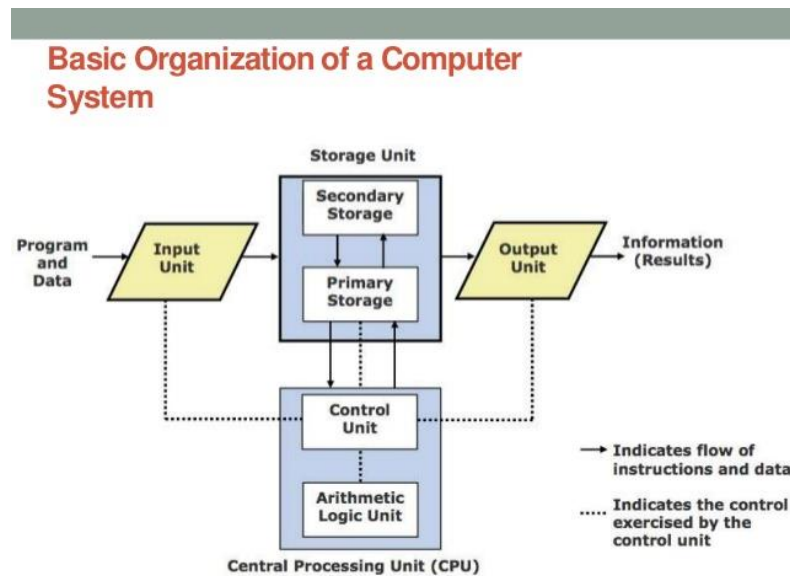 Basic Organization of a Computer
System
Storage Unit
Secondary
Storage
Program
and
Data
Input
Unit
Output
Unit
Information
(Results)
Primary
Storage
Control
Unit
Arithmetic
Logic Unit
Central Processing Unit (CPU)
Indicates flow of
instructions and data
Indicates the control
exercised by the
control unit